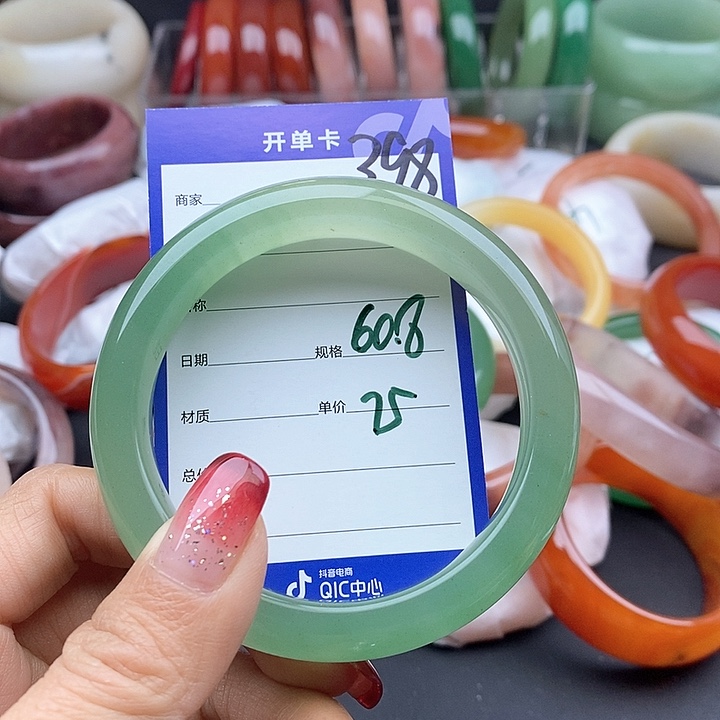 开单卡
398
商家
称
日期 规格 60.8
材质 单价 25
总
抖音电商
QIC中心